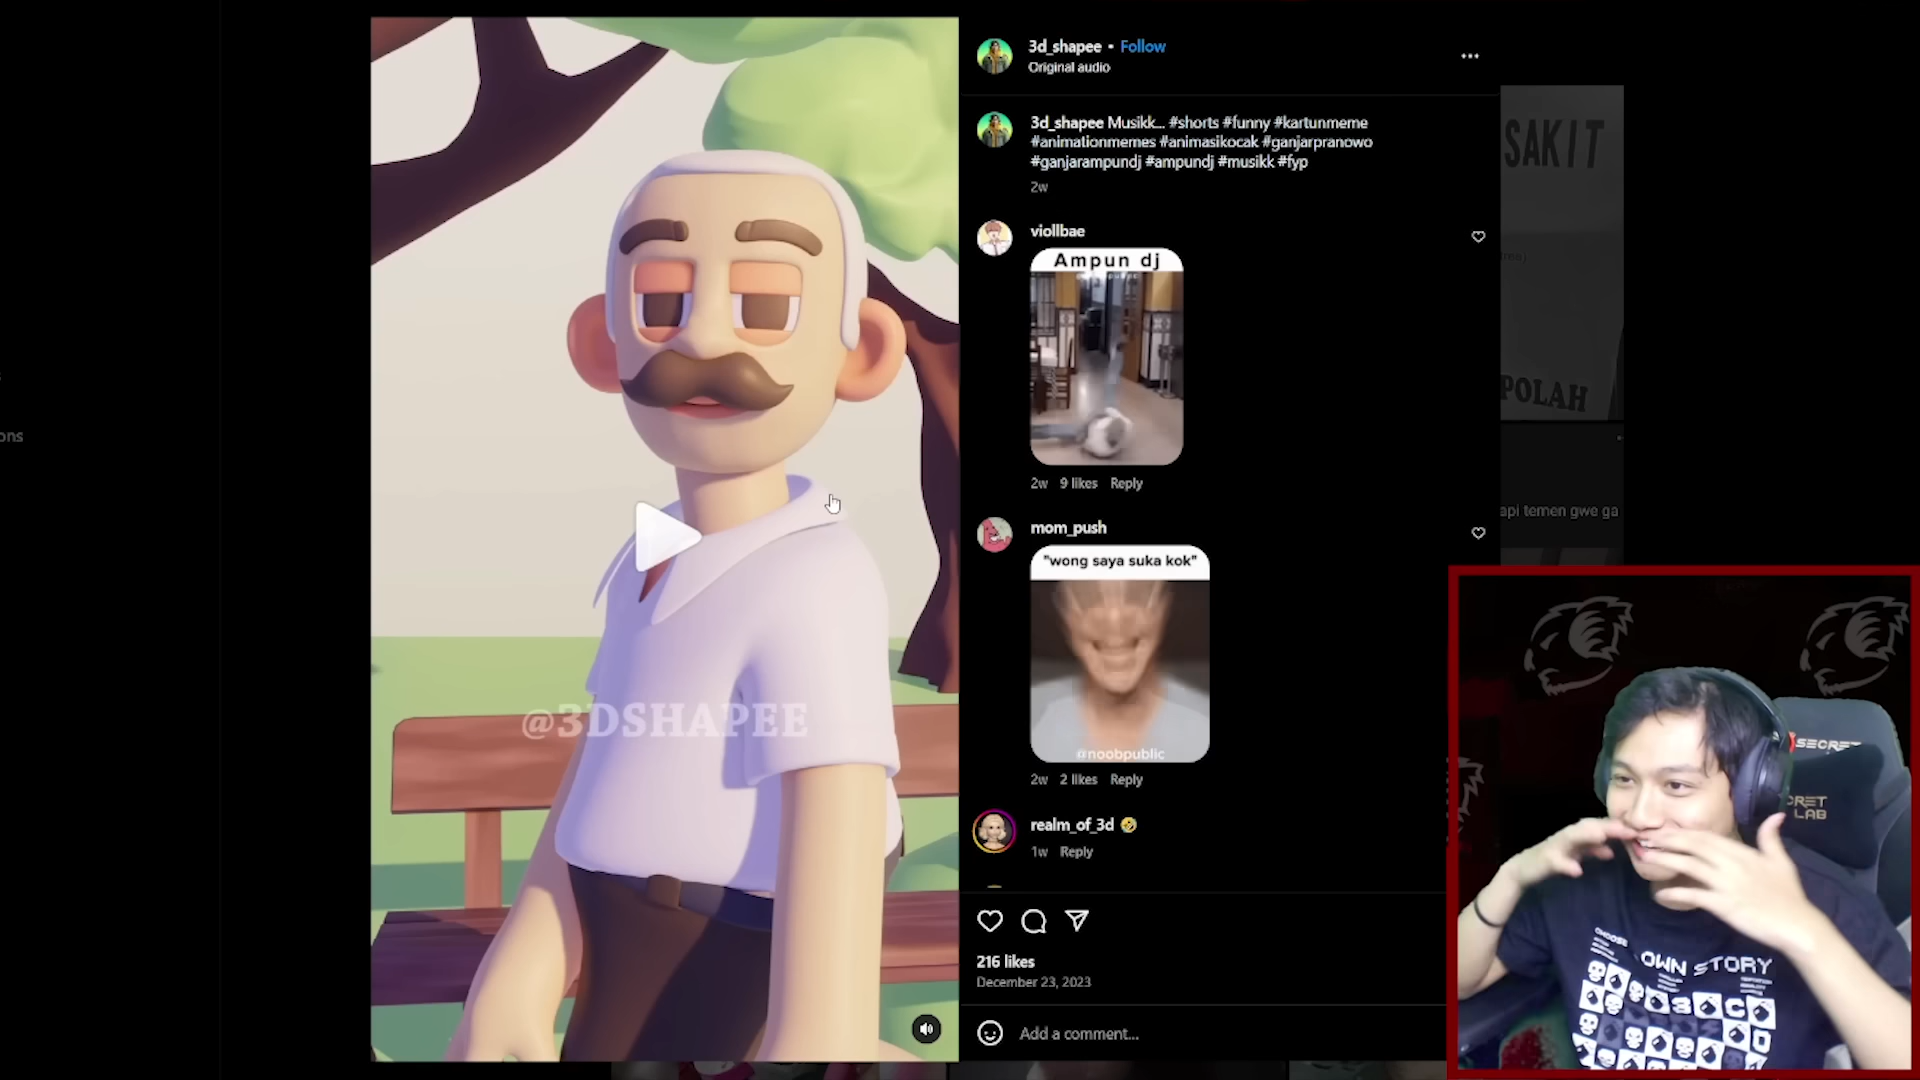 3d_shapee • Follow
Original audio
3d_shapee Musikk... #shorts #funny #kartunmeme
#animationmemes #animasikocak #ganjarpranowo
#ganjarampundj #ampundj #musikk #fyp
2w
viollbae
Ampun dj
2w 9 likes Reply
mom_push
"wong saya suka kok"
@noobpublic
2w 2 likes Reply
realm_of_3d 🤣
1w Reply
216 likes
December 23, 2023
Add a comment...
@3DSHAPEE
SAKIT
POLAH
api temen gwe ga
ons
SECRET
CRET
LAB
CHOOSE
OWN STORY